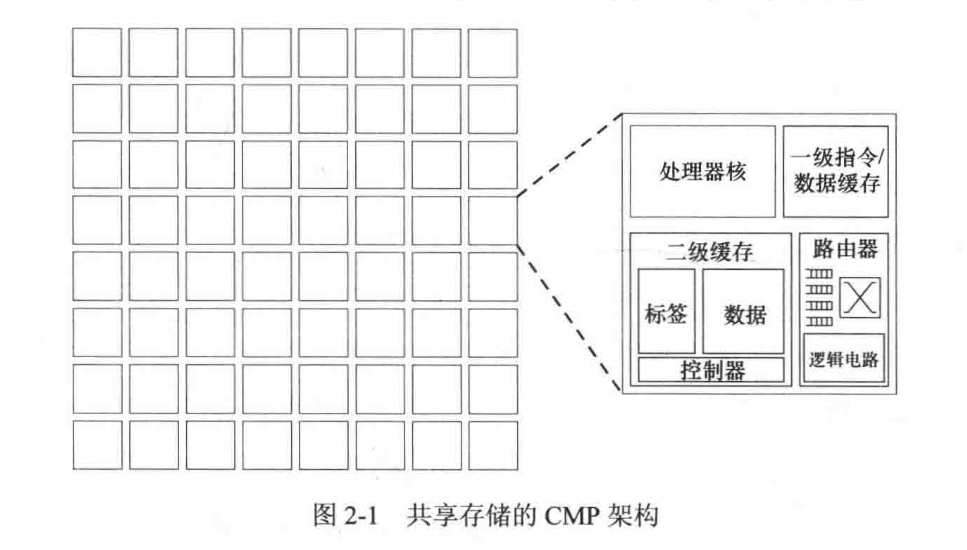 处理器核
一级指令/
数据缓存
二级缓存
标签
数据
控制器
路由器
逻辑电路
图 2-1 共享存储的 CMP 架构